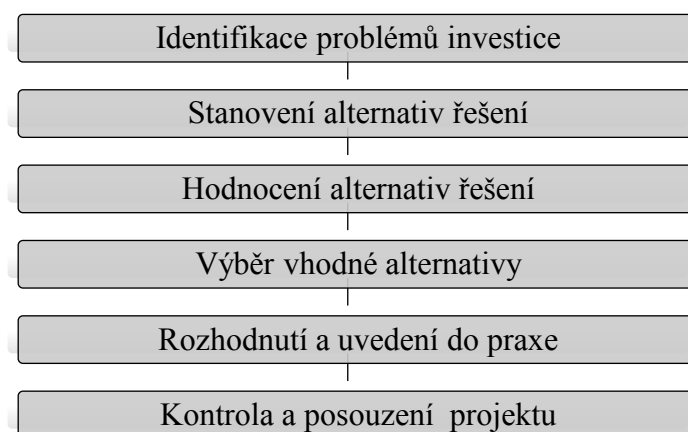 Identifikace problémů investice
Stanovení alternativ řešení
Hodnocení alternativ řešení
Výběr vhodné alternativy
Rozhodnutí a uvedení do praxe
Kontrola a posouzení projektu